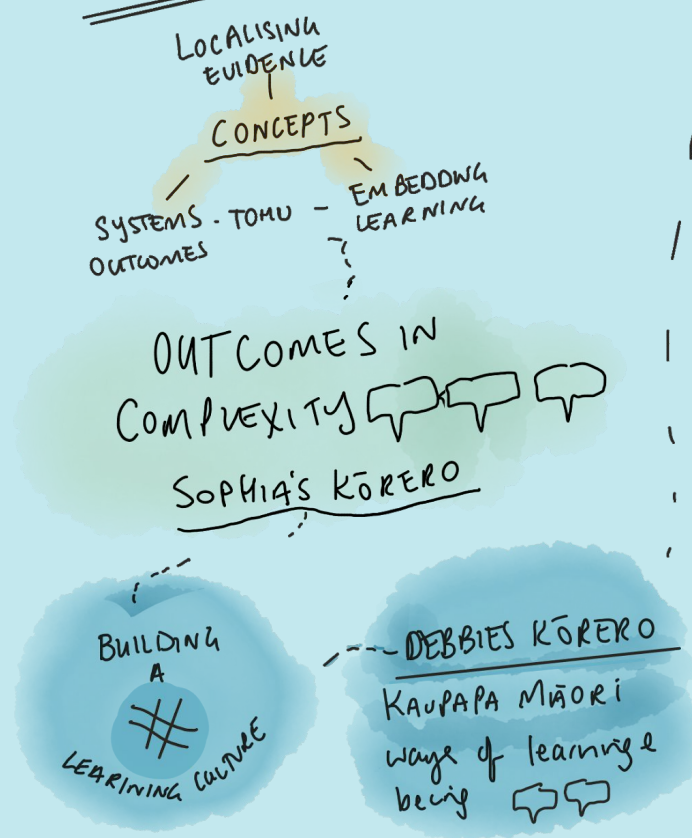 LOCALISING
EVIDENCE
CONCEPTS
SYSTEMS - TOMU - EMBEDDING
OUTCOMES LEARNING
OUTCOMES IN
COMPLEXITY
SOPHIA'S KŌRERO
BUILDING
A
LEARINING CULTURE
DEBBIES KŌRERO
KAUPAPA MĀORI
ways of learning &
being